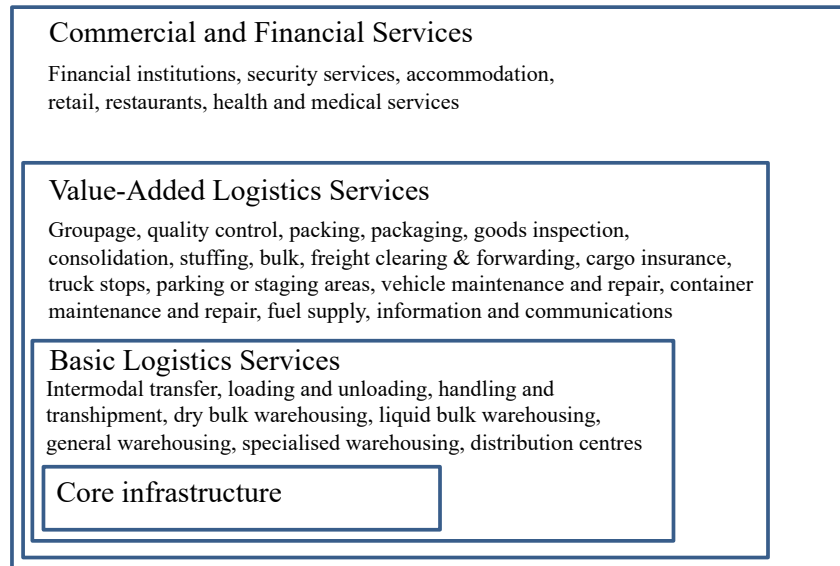 Commercial and Financial Services
Financial institutions, security services, accommodation,
retail, restaurants, health and medical services
Value-Added Logistics Services
Groupage, quality control, packing, packaging, goods inspection,
consolidation, stuffing, bulk, freight clearing & forwarding, cargo insurance,
truck stops, parking or staging areas, vehicle maintenance and repair, container
maintenance and repair, fuel supply, information and communications
Basic Logistics Services
Intermodal transfer, loading and unloading, handling and
transhipment, dry bulk warehousing, liquid bulk warehousing,
general warehousing, specialised warehousing, distribution centres
Core infrastructure